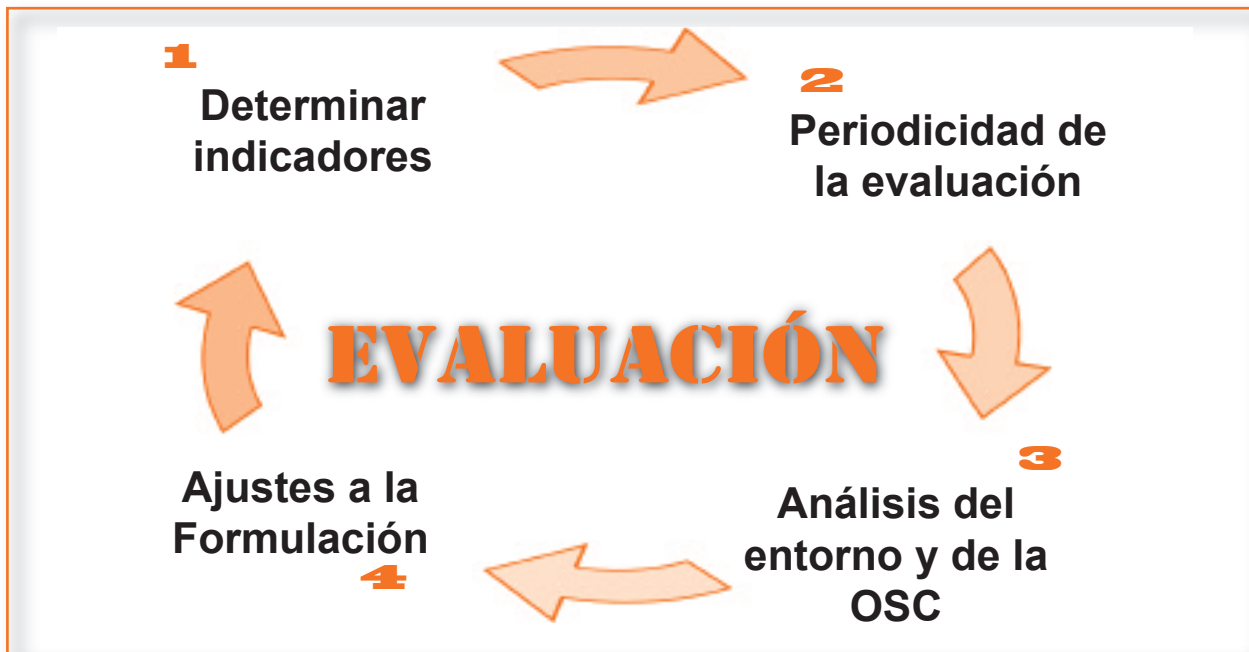 1
Determinar
indicadores
2
Periodicidad de
la evaluación
EVALUACIÓN
3
Análisis del
entorno y de la
OSC
Ajustes a la
Formulación
4